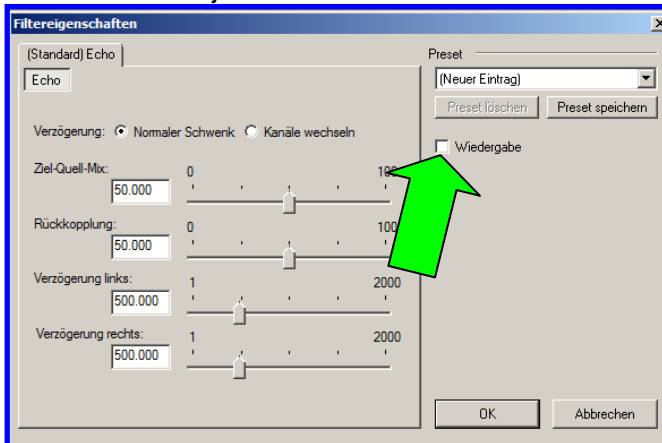 Filtereigenschaften
(Standard) Echo
Echo
Verzögerung: Normaler Schwenk Kanäle wechseln
Ziel-Quell-Mix: 0 100
50.000
Rückkopplung: 0 100
50.000
Verzögerung links: 1 2000
500.000
Verzögerung rechts: 1 2000
500.000
Preset
(Neuer Eintrag)
Preset löschen Preset speichern
Wiedergabe
OK Abbrechen